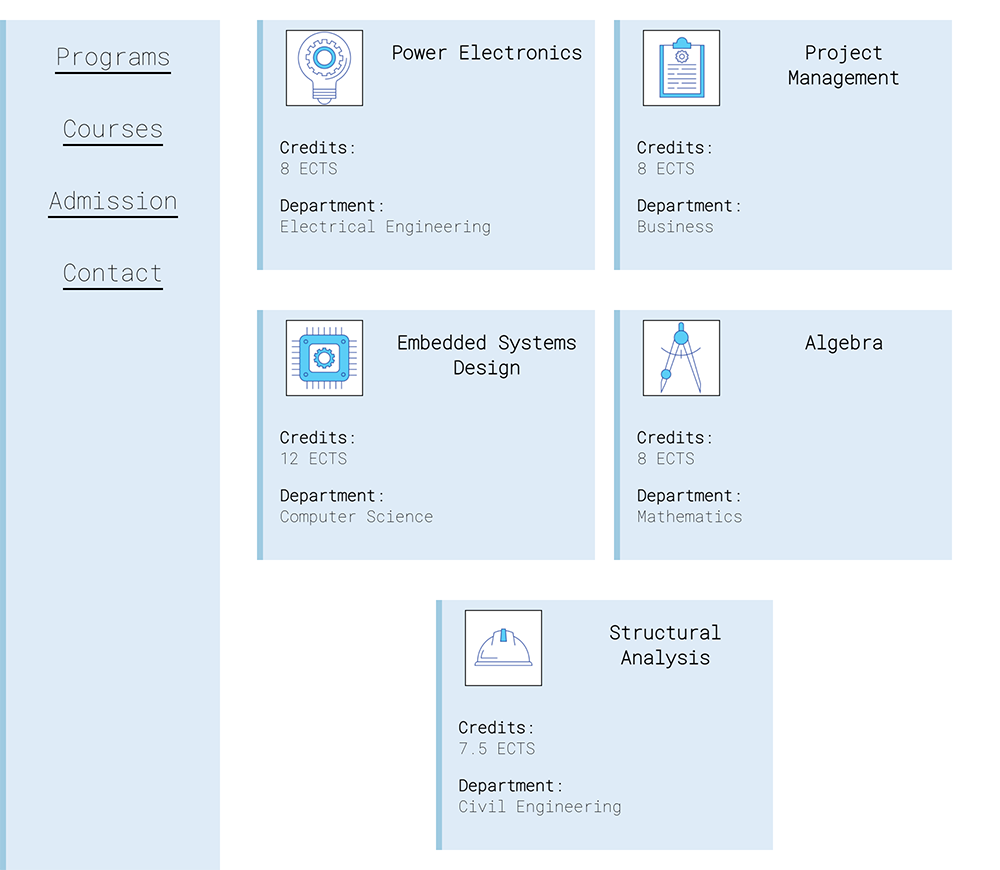 Programs
Courses
Admission
Contact
Power Electronics
Credits:
8 ECTS
Department:
Electrical Engineering
Project
Management
Credits:
8 ECTS
Department:
Business
Embedded Systems
Design
Credits:
12 ECTS
Department:
Computer Science
Algebra
Credits:
8 ECTS
Department:
Mathematics
Structural
Analysis
Credits:
7.5 ECTS
Department:
Civil Engineering